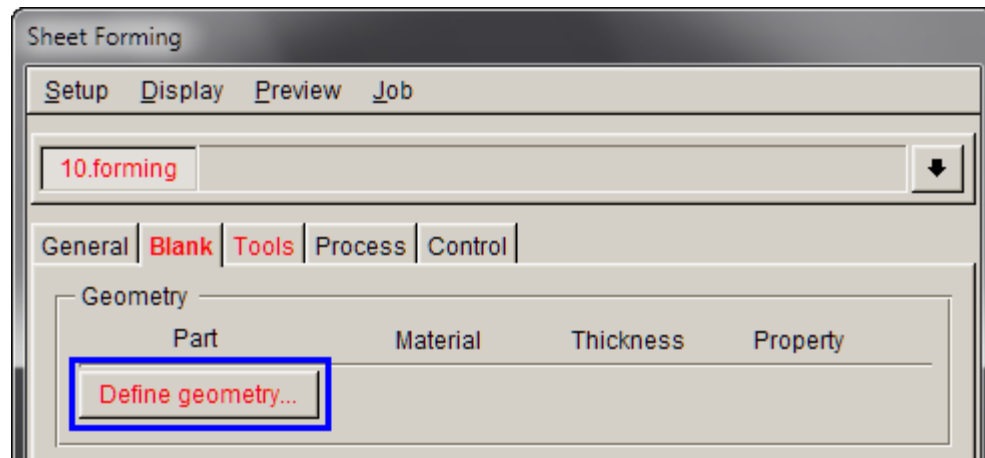 Sheet Forming
Setup Display Preview Job
10.forming
General Blank Tools Process Control
Geometry
Part Material Thickness Property
Define geometry...